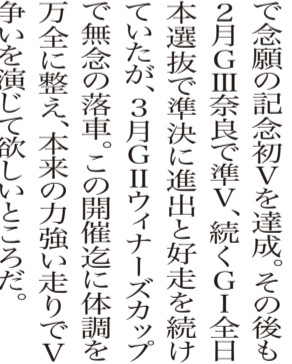 で念願の記念初Vを達成。その後も
２月GⅢ奈良で準V、続くGⅠ全日
本選抜で準決に進出と好走を続け
ていたが、３月GⅡウィナーズカップ
で無念の落車。この開催迄に体調を
万全に整え、本来の力強い走りでV
争いを演じて欲しいところだ。